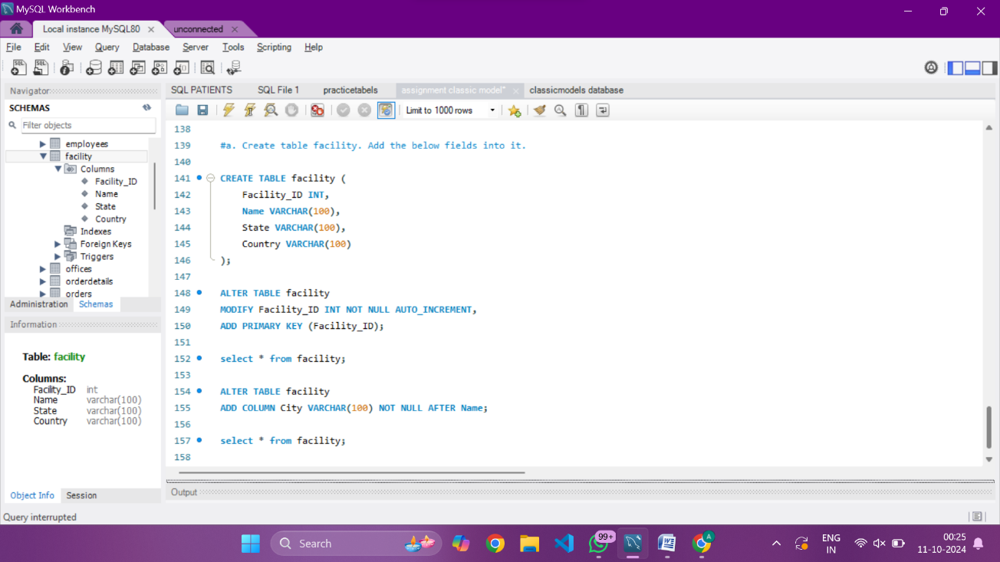 MySQL Workbench
Local instance MySQL80
unconnected
File Edit View Query Database Server Tools Scripting Help
Navigator
SCHEMAS
Filter objects
employees
facility
Columns
Facility_ID
Name
State
Country
Indexes
Foreign Keys
Triggers
offices
orderdetails
orders
Administration Schemas
Information
Table: facility
Columns:
Facility_ID int
Name varchar(100)
State varchar(100)
Country varchar(100)
Object Info Session
Query interrupted
SQL PATIENTS SQL File 1 practicetabels assignment classic model* classicmodels database
Limit to 1000 rows
138
139 #a. Create table facility. Add the below fields into it.
140
141 CREATE TABLE facility (
142 Facility_ID INT,
143 Name VARCHAR(100),
144 State VARCHAR(100),
145 Country VARCHAR(100)
146 );
147
148 ALTER TABLE facility
149 MODIFY Facility_ID INT NOT NULL AUTO_INCREMENT,
150 ADD PRIMARY KEY (Facility_ID);
151
152 select * from facility;
153
154 ALTER TABLE facility
155 ADD COLUMN City VARCHAR(100) NOT NULL AFTER Name;
156
157 select * from facility;
158
Output
Search
99+
A
ENG
IN
00:25
11-10-2024